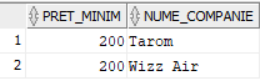 PRET_MINIM NUME_COMPANIE
1 200 Tarom
2 200 Wizz Air